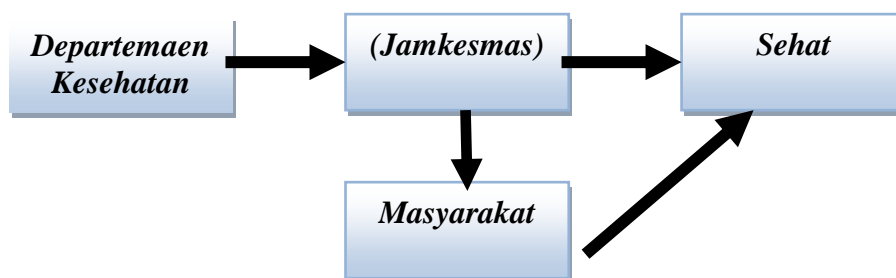 Departemaen
Kesehatan
(Jamkesmas)
Sehat
Masyarakat